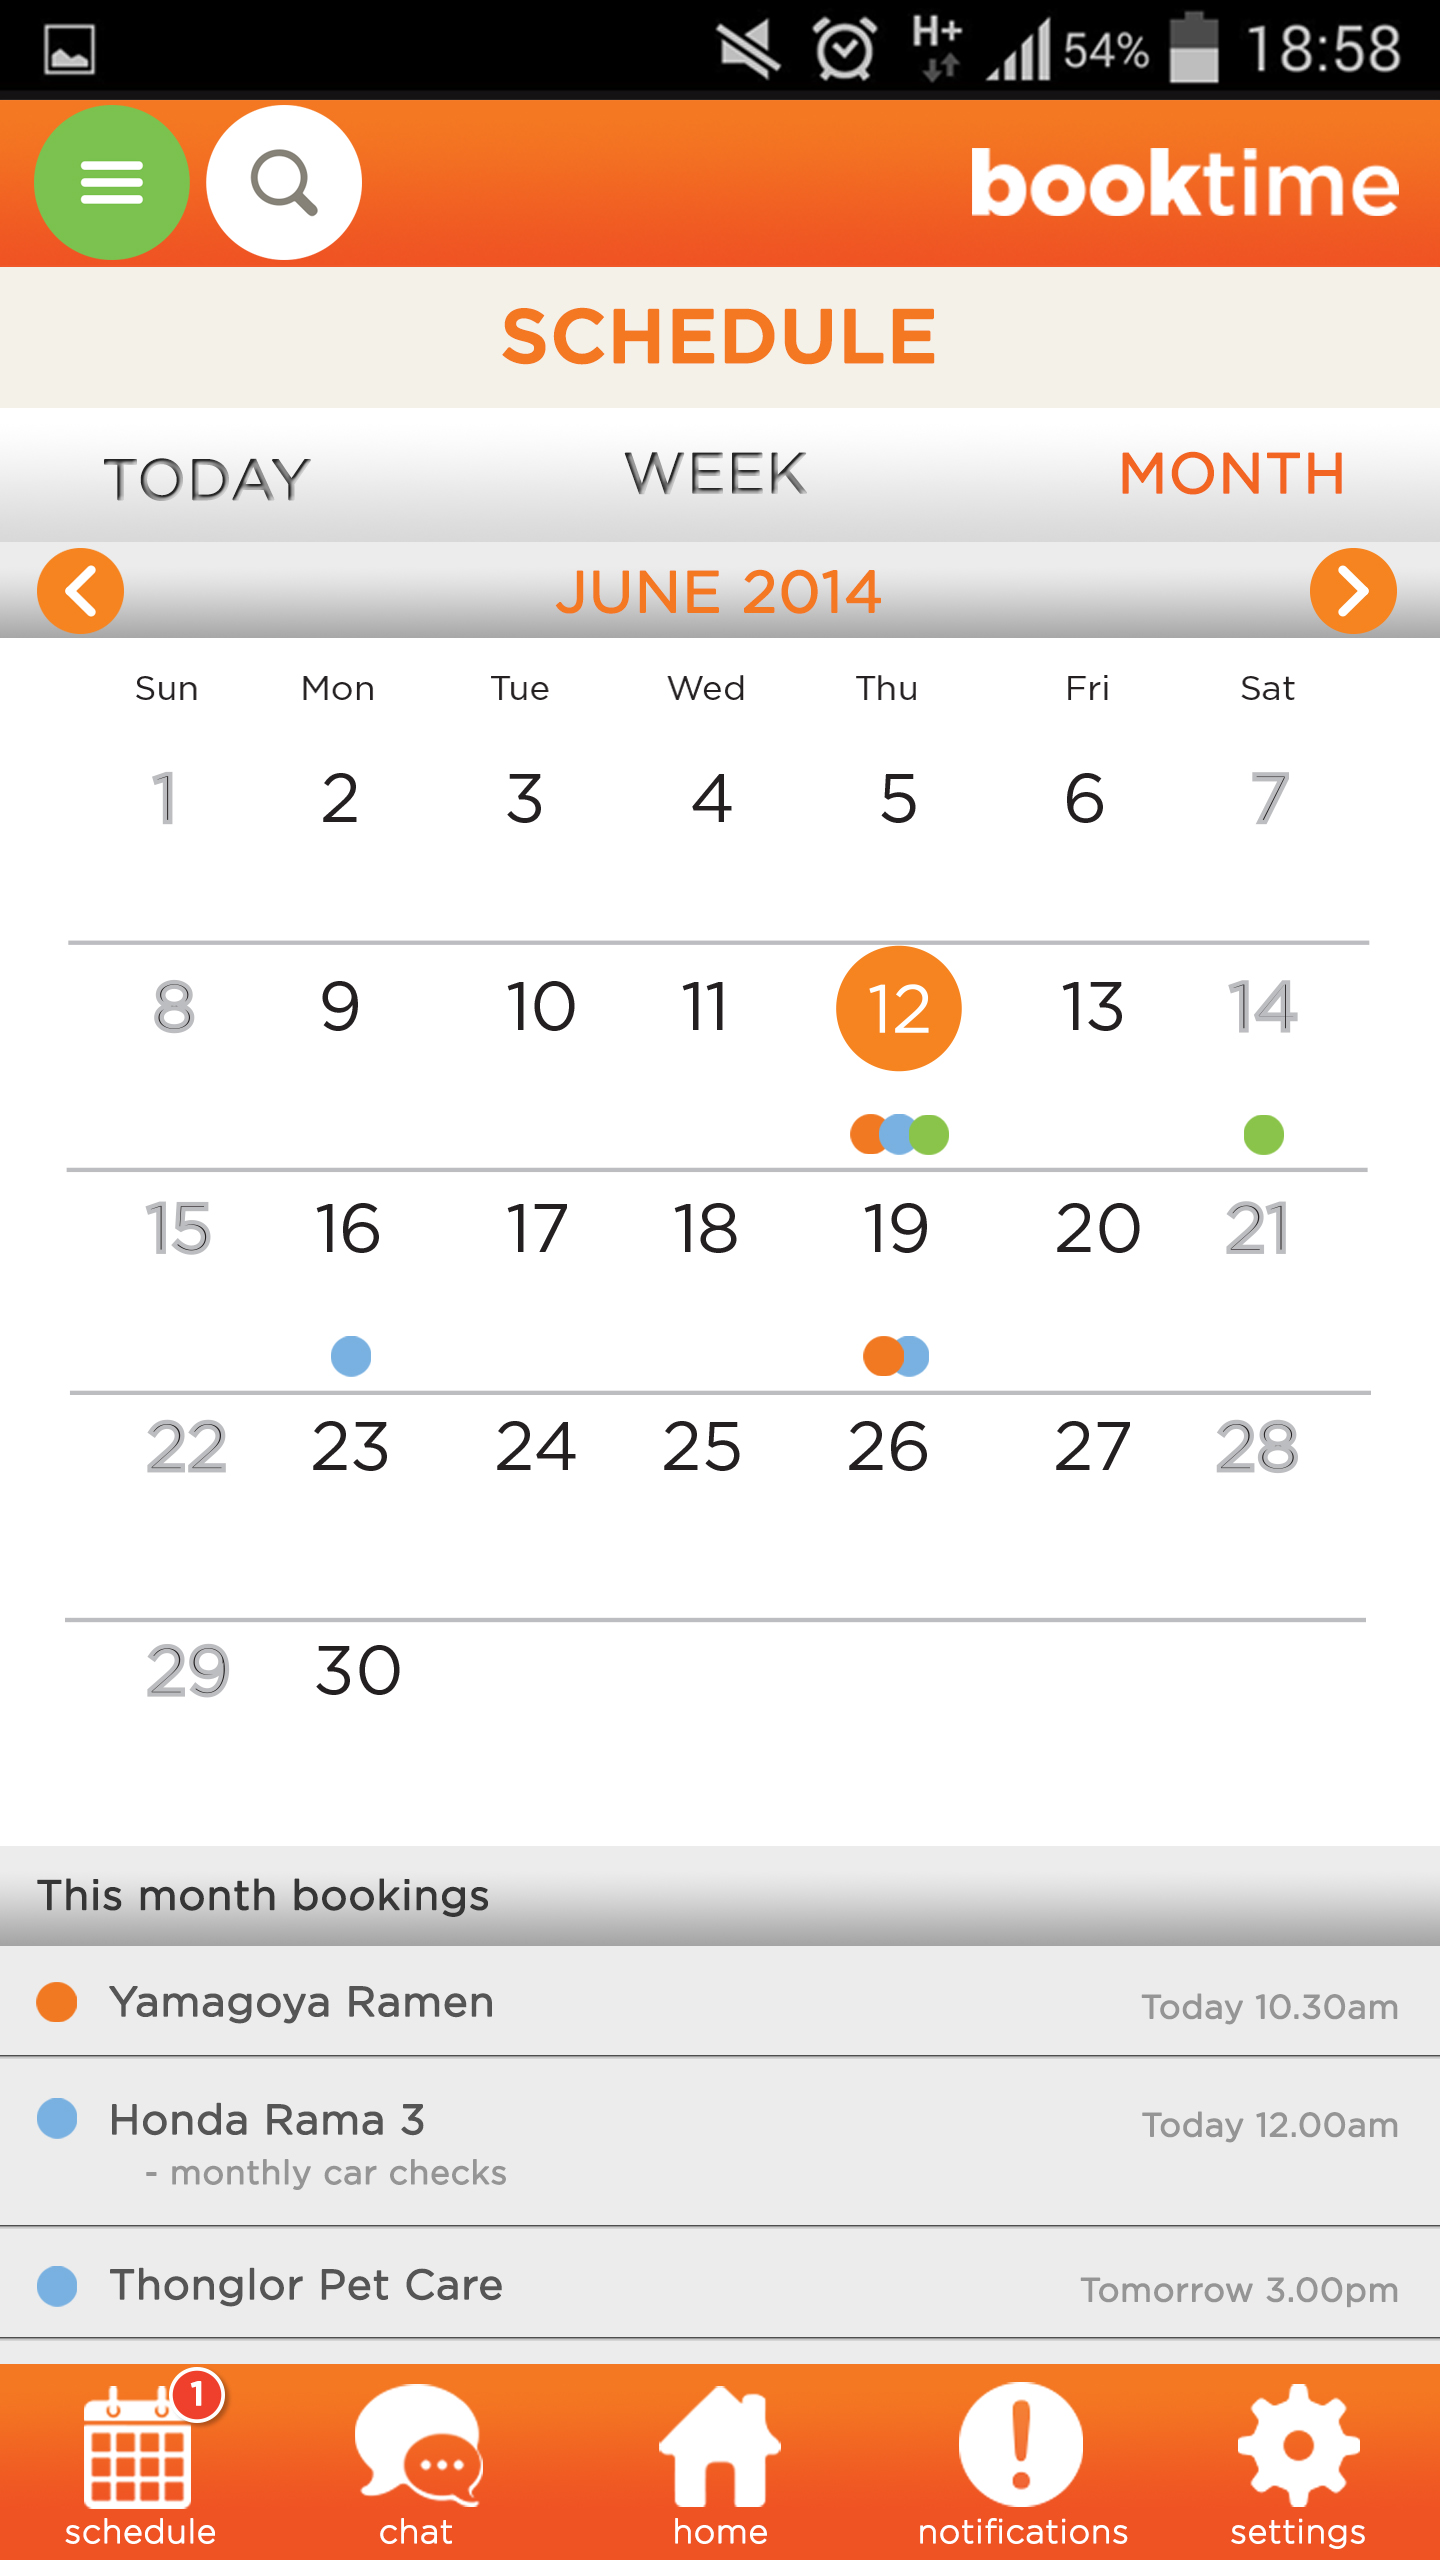 H+ 54% 18:58
booktime
SCHEDULE
TODAY WEEK MONTH
JUNE 2014
Sun Mon Tue Wed Thu Fri Sat
1 2 3 4 5 6 7
8 9 10 11 12 13 14
15 16 17 18 19 20 21
22 23 24 25 26 27 28
29 30
This month bookings
Yamagoya Ramen Today 10.30am
Honda Rama 3 Today 12.00am
- monthly car checks
Thonglor Pet Care Tomorrow 3.00pm
1
schedule chat home notifications settings